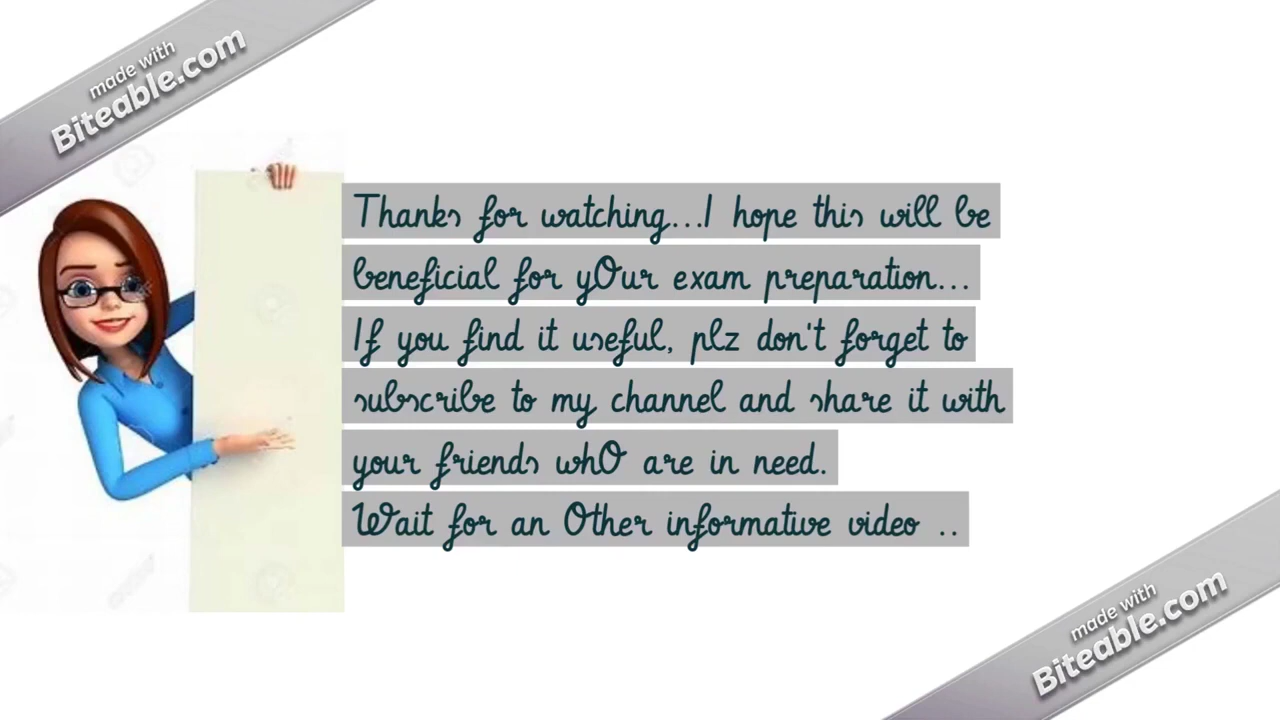 made with
Biteable.com
Thanks for watching...I hope this will be
beneficial for yOur exam preparation...
If you find it useful, plz don't forget to
subscribe to my channel and share it with
your friends whO are in need.
Wait for an Other informative video ..
made with
Biteable.com